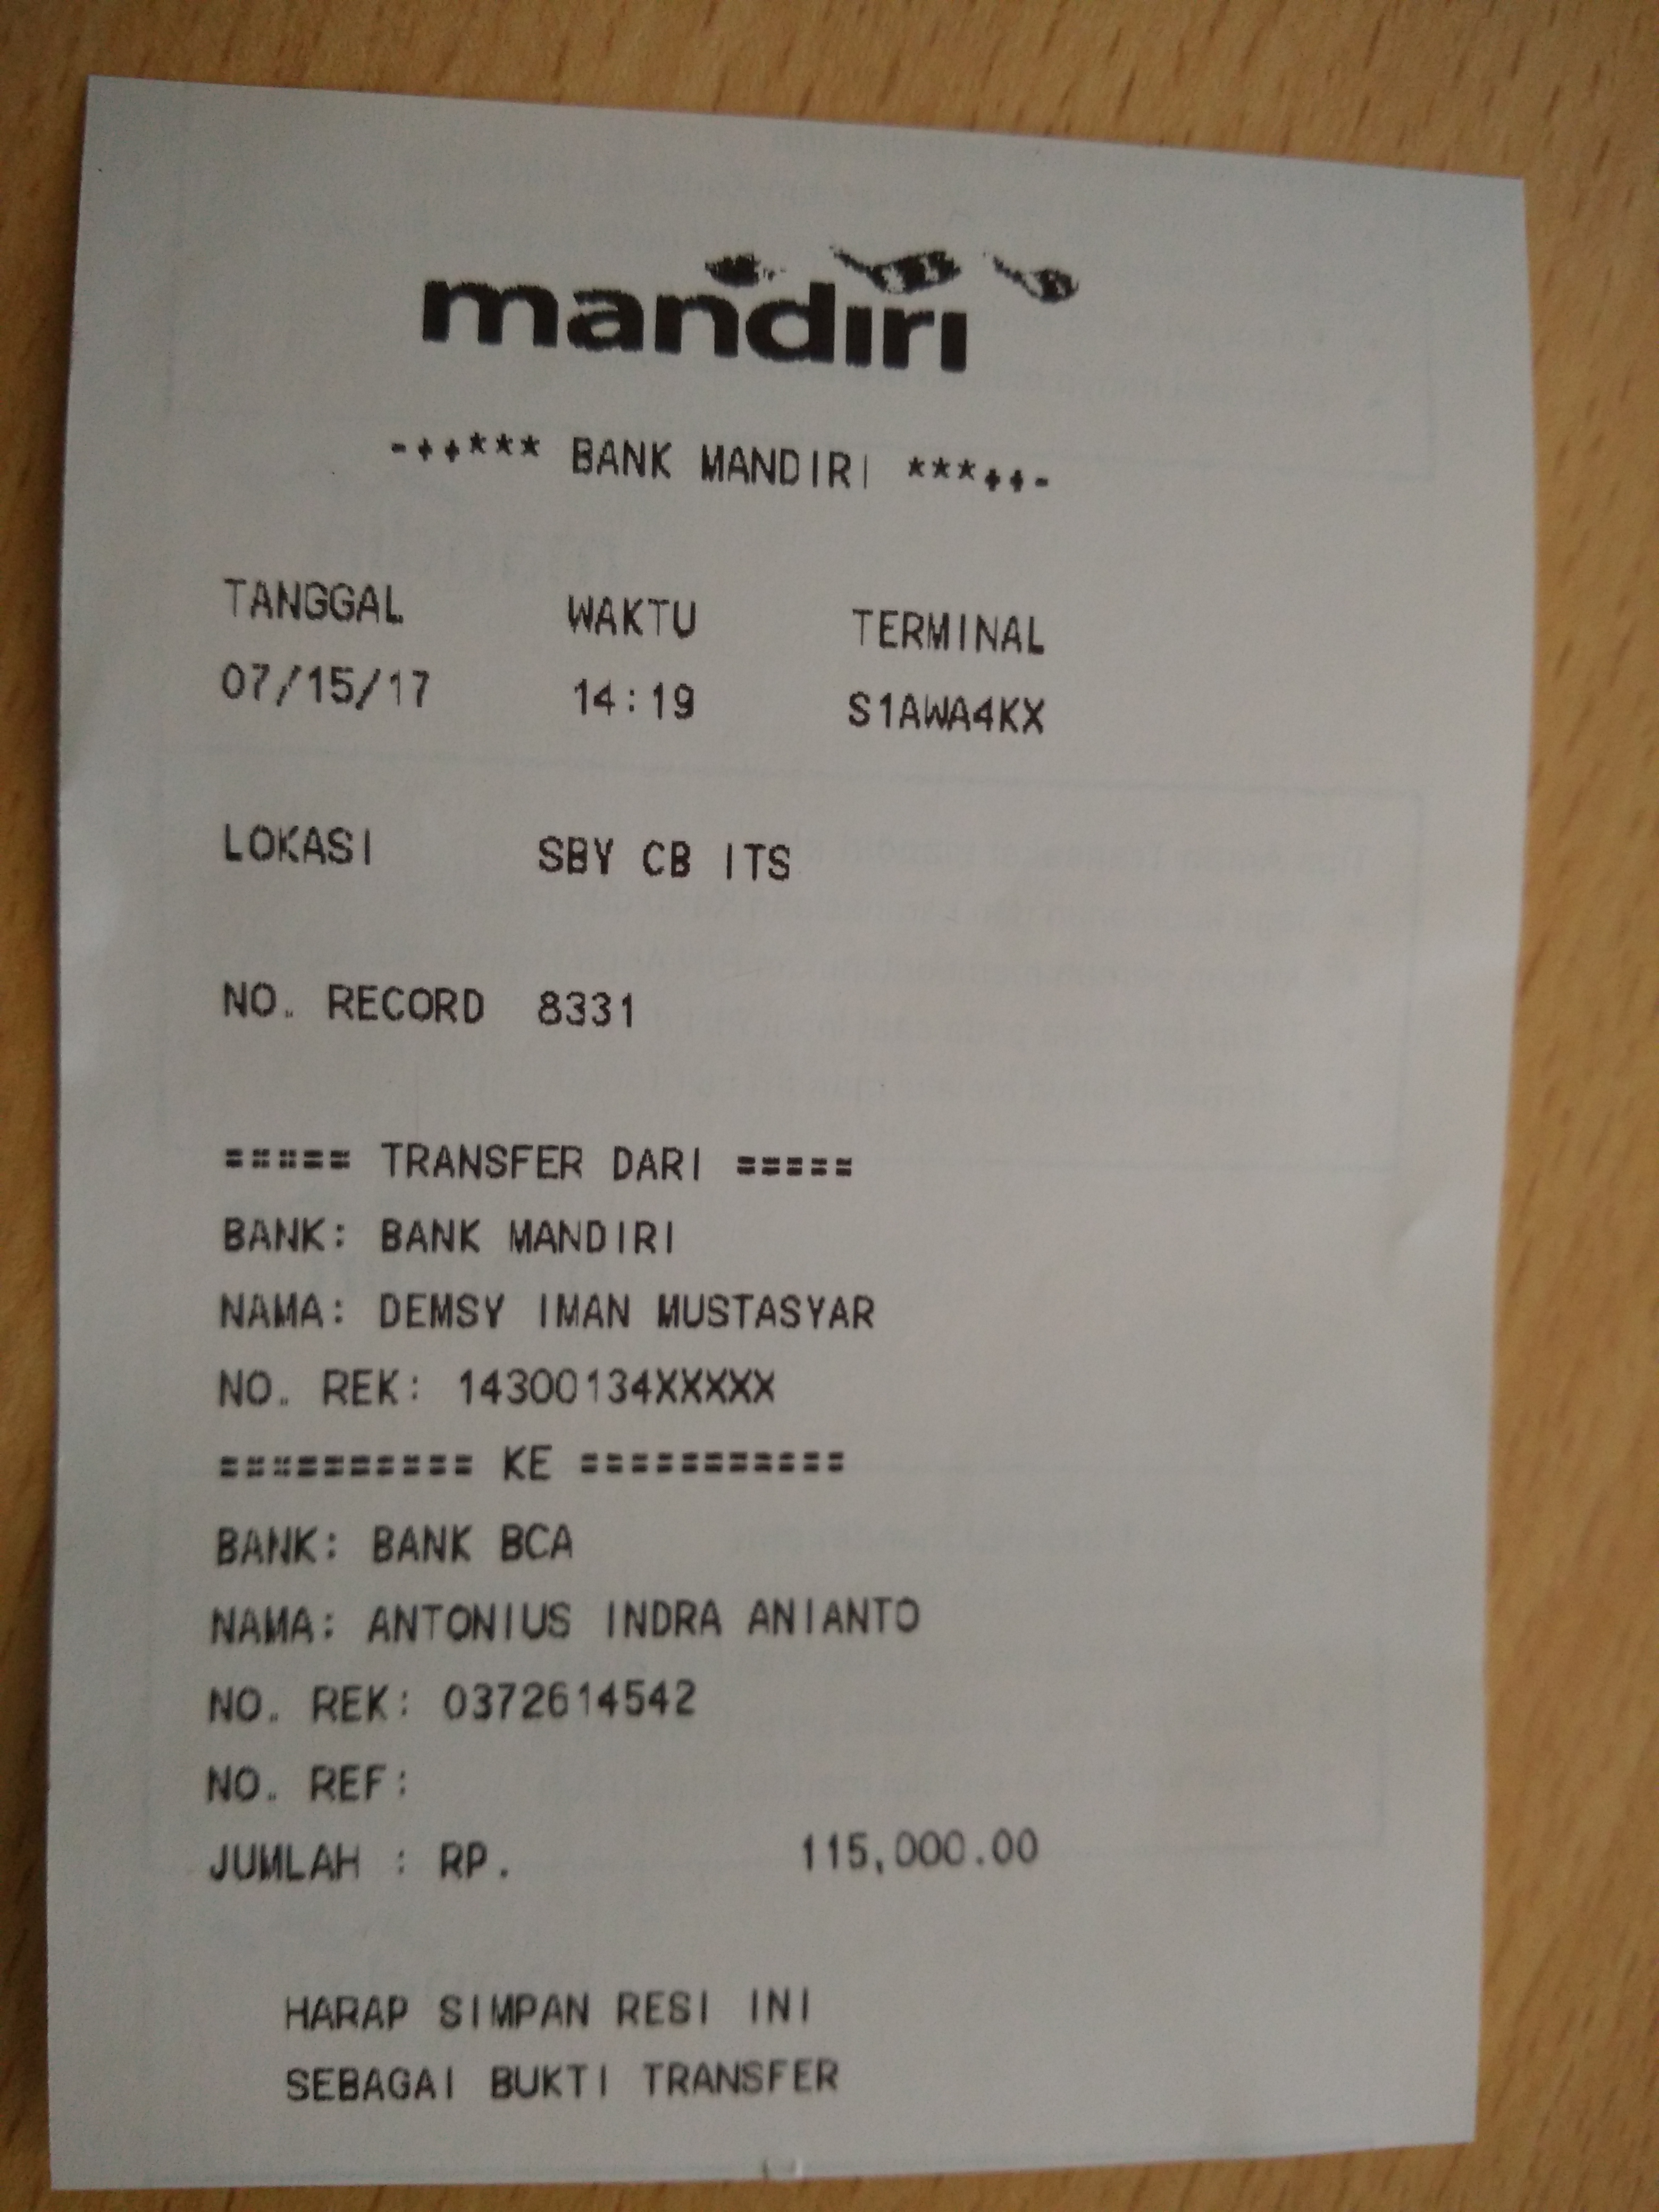 mandiri
-++*** BANK MANDIRI ***++-
TANGGAL WAKTU TERMINAL
07/15/17 14:19 S1AWA4KX
LOKASI SBY CB ITS
NO. RECORD 8331
===== TRANSFER DARI =====
BANK: BANK MANDIRI
NAMA: DEMSY IMAN MUSTASYAR
NO. REK: 14300134XXXXX
========== KE ===========
BANK: BANK BCA
NAMA: ANTONIUS INDRA ANIANTO
NO. REK: 0372614542
NO. REF:
JUMLAH : RP. 115,000.00
HARAP SIMPAN RESI INI
SEBAGAI BUKTI TRANSFER